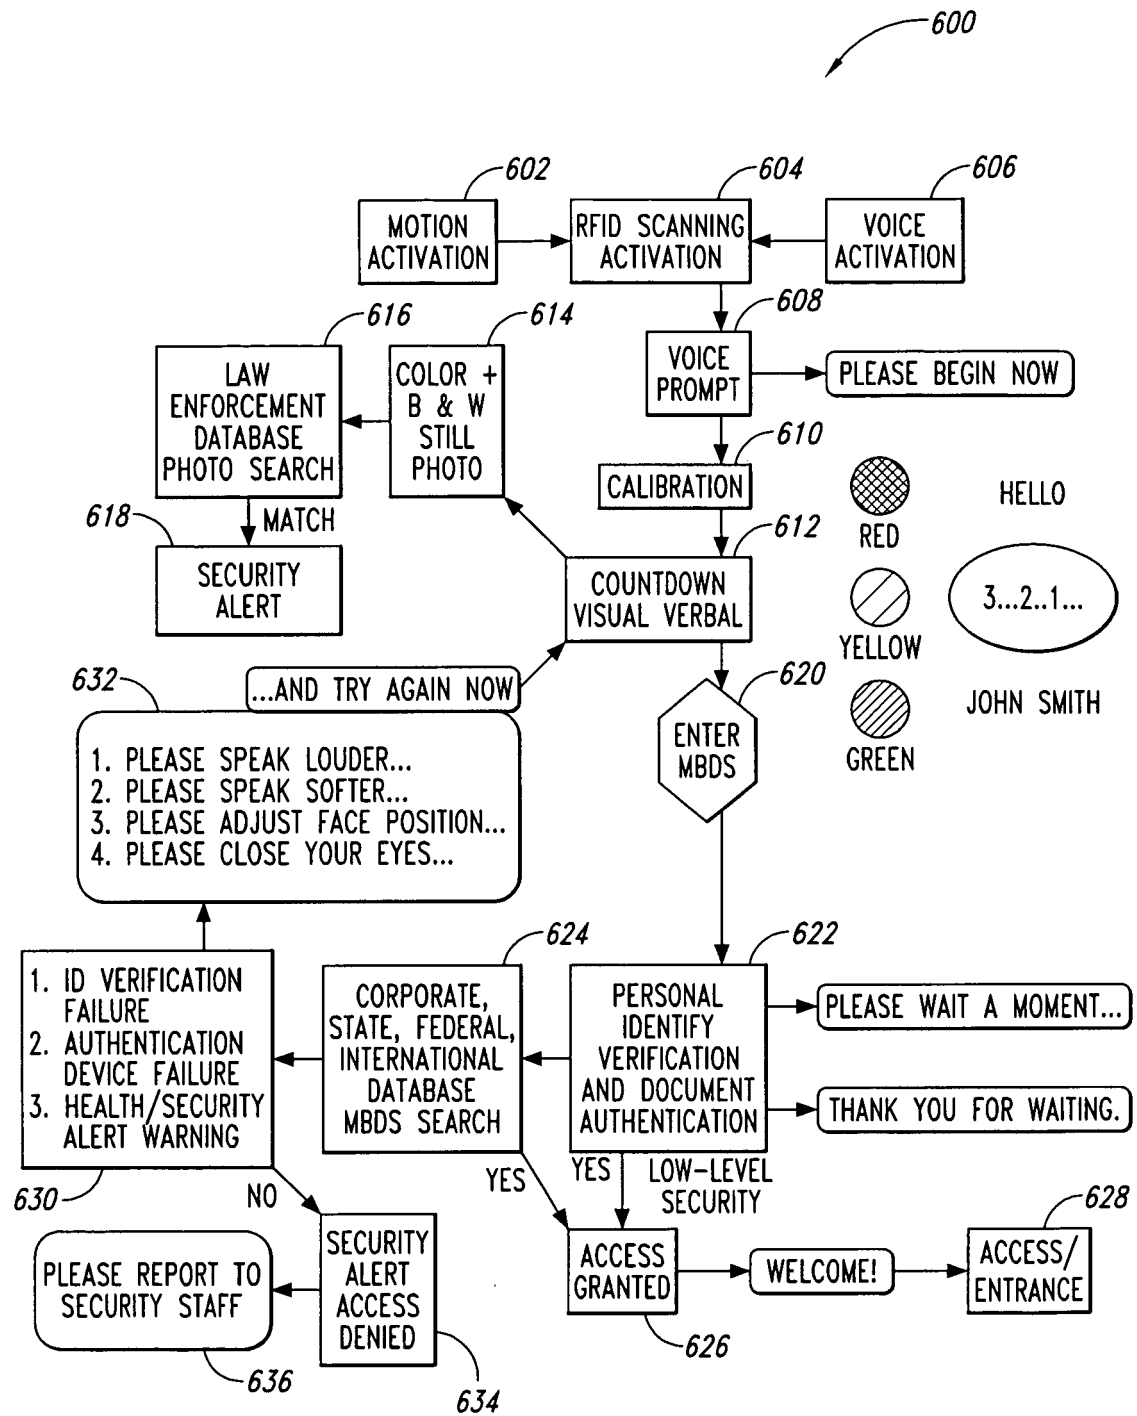 600
602
604
606
MOTION
ACTIVATION
RFID SCANNING
ACTIVATION
VOICE
ACTIVATION
616
614
608
LAW
ENFORCEMENT
DATABASE
PHOTO SEARCH
COLOR +
B & W
STILL
PHOTO
VOICE
PROMPT
PLEASE BEGIN NOW
610
CALIBRATION
618
MATCH
SECURITY
ALERT
612
COUNTDOWN
VISUAL VERBAL
RED
YELLOW
GREEN
HELLO
3...2..1...
JOHN SMITH
632
...AND TRY AGAIN NOW
1. PLEASE SPEAK LOUDER...
2. PLEASE SPEAK SOFTER...
3. PLEASE ADJUST FACE POSITION...
4. PLEASE CLOSE YOUR EYES...
620
ENTER
MBDS
624
622
1. ID VERIFICATION
FAILURE
2. AUTHENTICATION
DEVICE FAILURE
3. HEALTH/SECURITY
ALERT WARNING
CORPORATE,
STATE, FEDERAL,
INTERNATIONAL
DATABASE
MBDS SEARCH
PERSONAL
IDENTIFY
VERIFICATION
AND DOCUMENT
AUTHENTICATION
PLEASE WAIT A MOMENT...
THANK YOU FOR WAITING.
630
NO
YES
YES
LOW-LEVEL
SECURITY
628
PLEASE REPORT TO
SECURITY STAFF
SECURITY
ALERT
ACCESS
DENIED
ACCESS
GRANTED
WELCOME!
ACCESS/
ENTRANCE
636
634
626